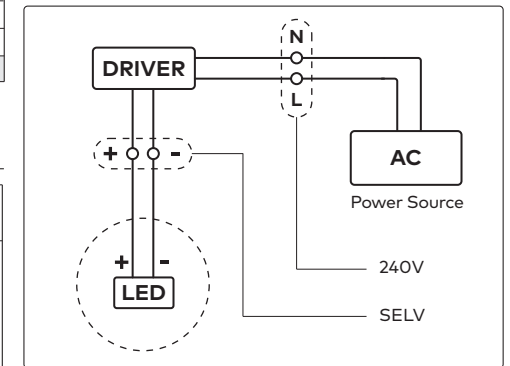 N
DRIVER
L
+ -
AC
Power Source
+ -
LED
240V
SELV